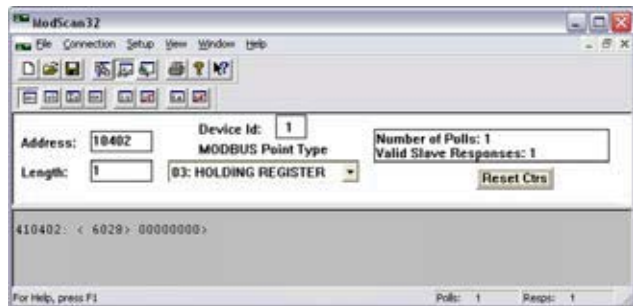 ModScan32
File Connection Setup View Window Help
Address: 10402
Device Id: 1
MODBUS Point Type
Number of Polls: 1
Valid Slave Responses: 1
Length: 1
03: HOLDING REGISTER
Reset Ctrs
410402: < 6029> 00000000>
For Help, press F1
Polls: 1
Resps: 1